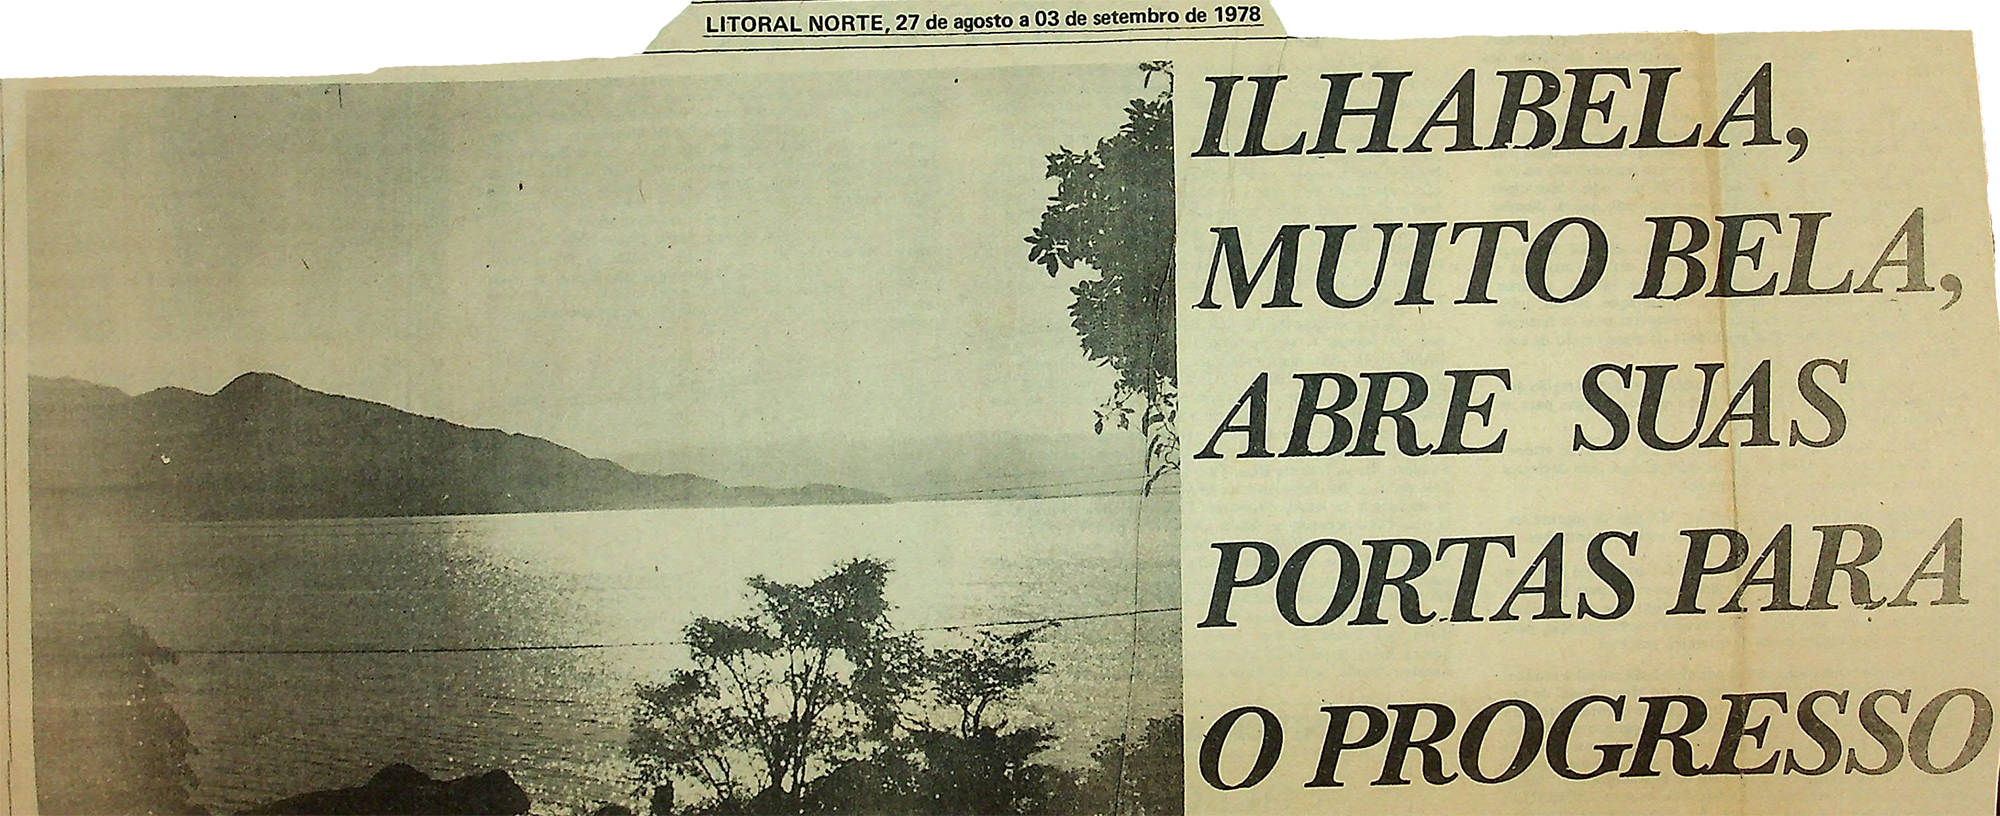 LITORAL NORTE, 27 de agosto a 03 de setembro de 1978
ILHABELA,
MUITO BELA,
ABRE SUAS
PORTAS PARA
O PROGRESSO